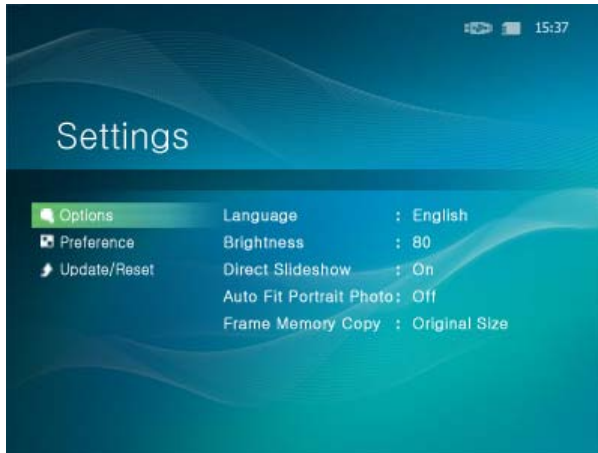 15:37
Settings
Options
Language : English
Preference
Brightness : 80
Update/Reset
Direct Slideshow : On
Auto Fit Portrait Photo: Off
Frame Memory Copy : Original Size